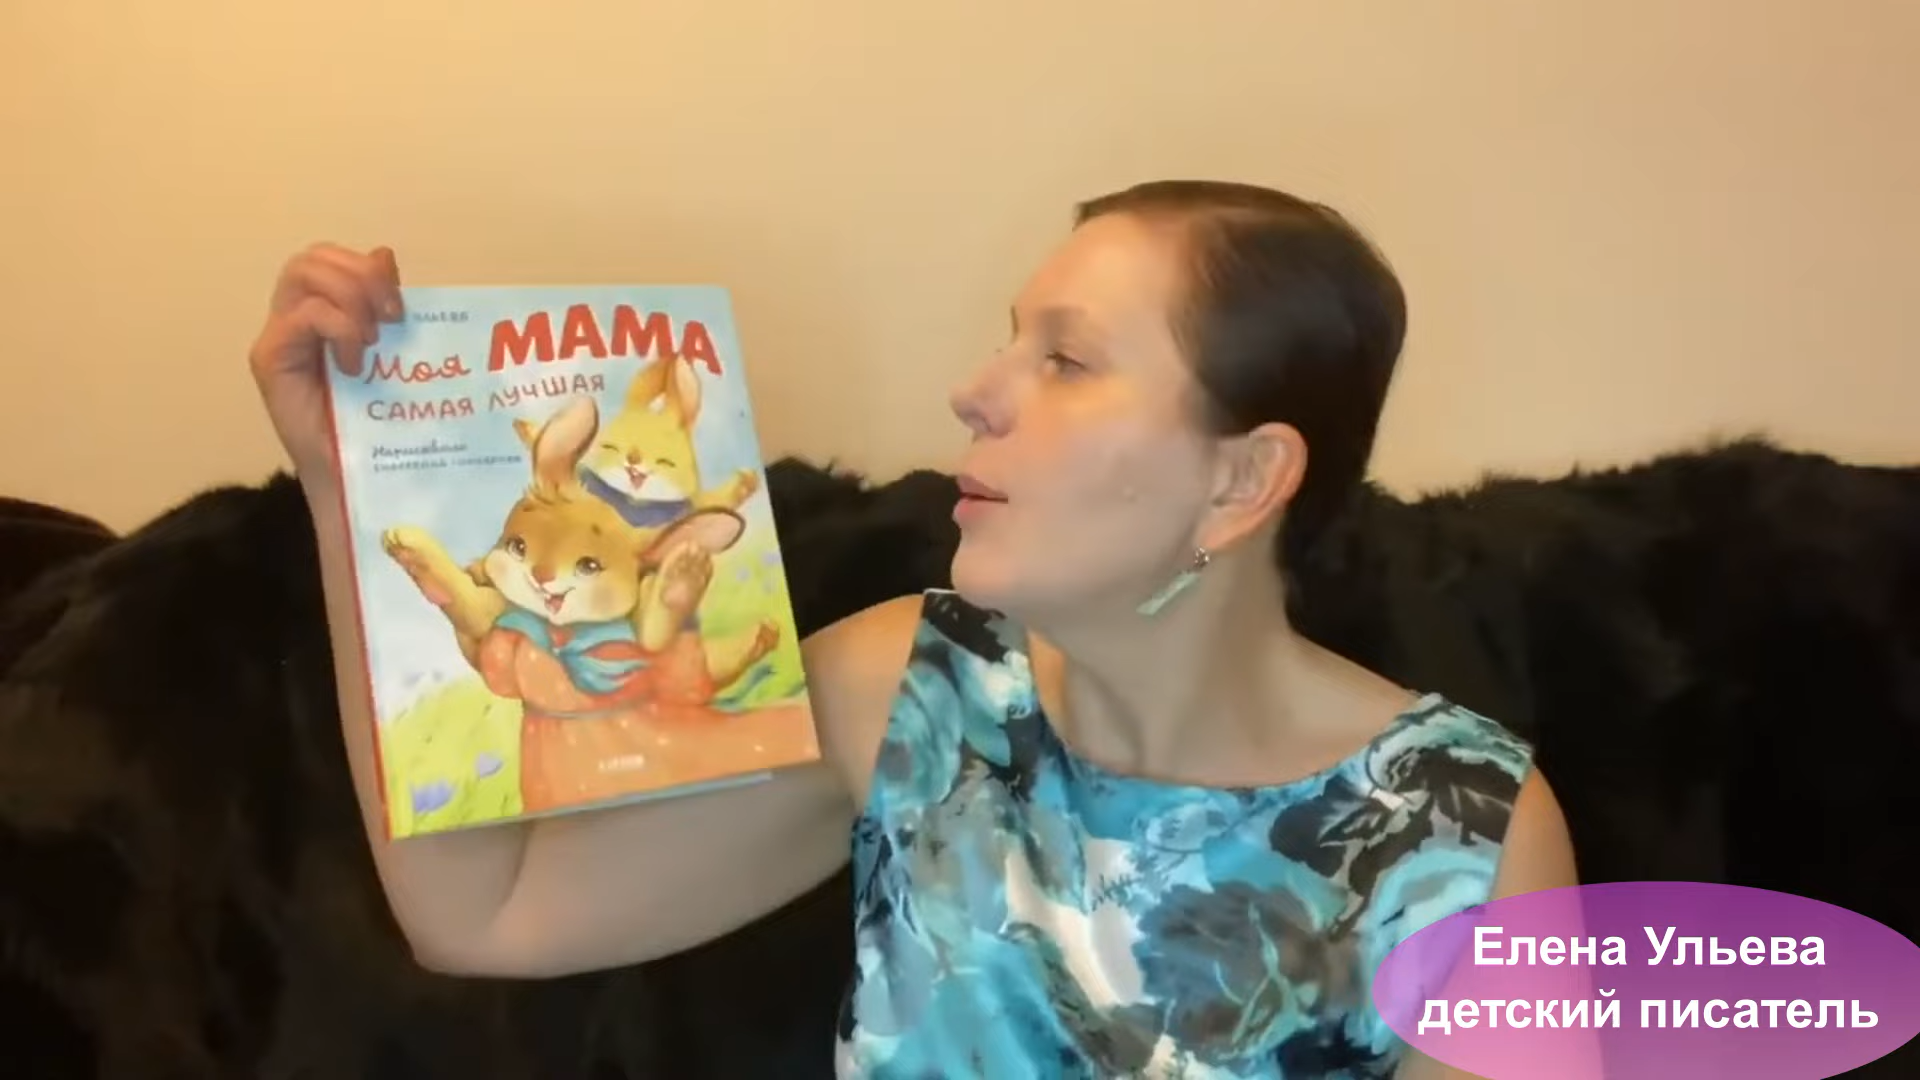 Моя МАМА
САМАЯ ЛУЧШАЯ
Елена Ульева
детский писатель